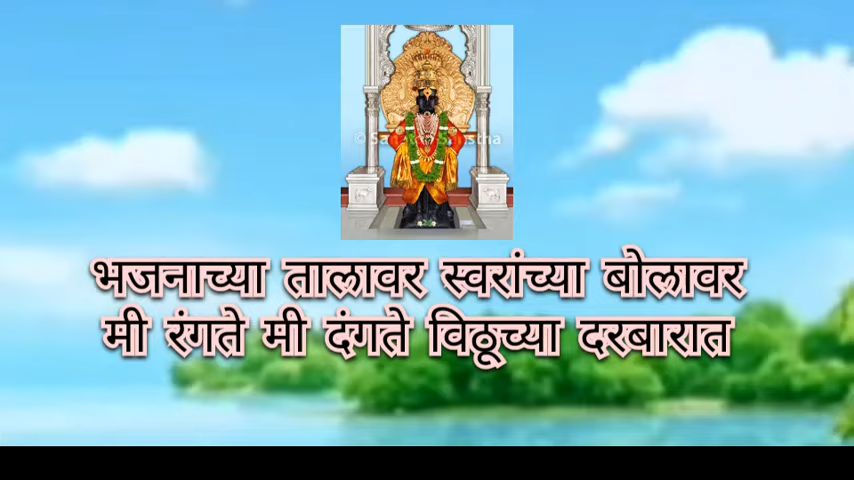 भजनाच्या तालावर स्वरांच्या बोलावर
मी रंगते मी दंगते विठूच्या दरबारात